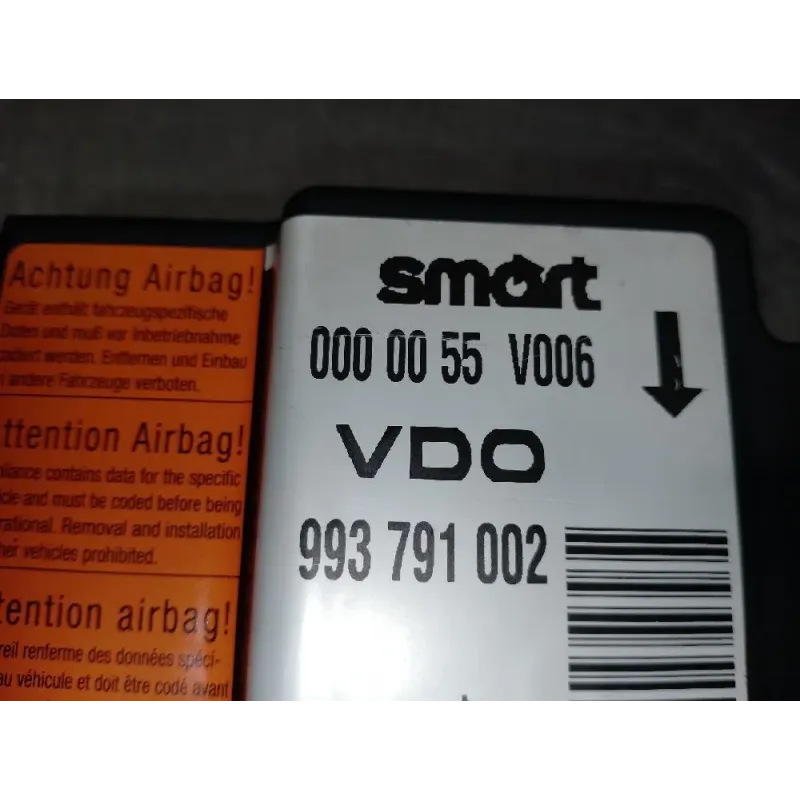 Achtung Airbag!
Gerät enthält fahrzeugspezifische
Daten und muß vor Inbetriebnahme
codiert werden. Entfernen und Einbau
andere Fahrzeuge verboten.
ttention Airbag!
pliance contains data for the specific
icle and must be coded before being
rational. Removal and installation
her vehicles prohibited.
tention airbag!
reil renferme des données spéci-
au véhicule et doit être codé avant
smart
000 00 55 V006
VDO
993 791 002